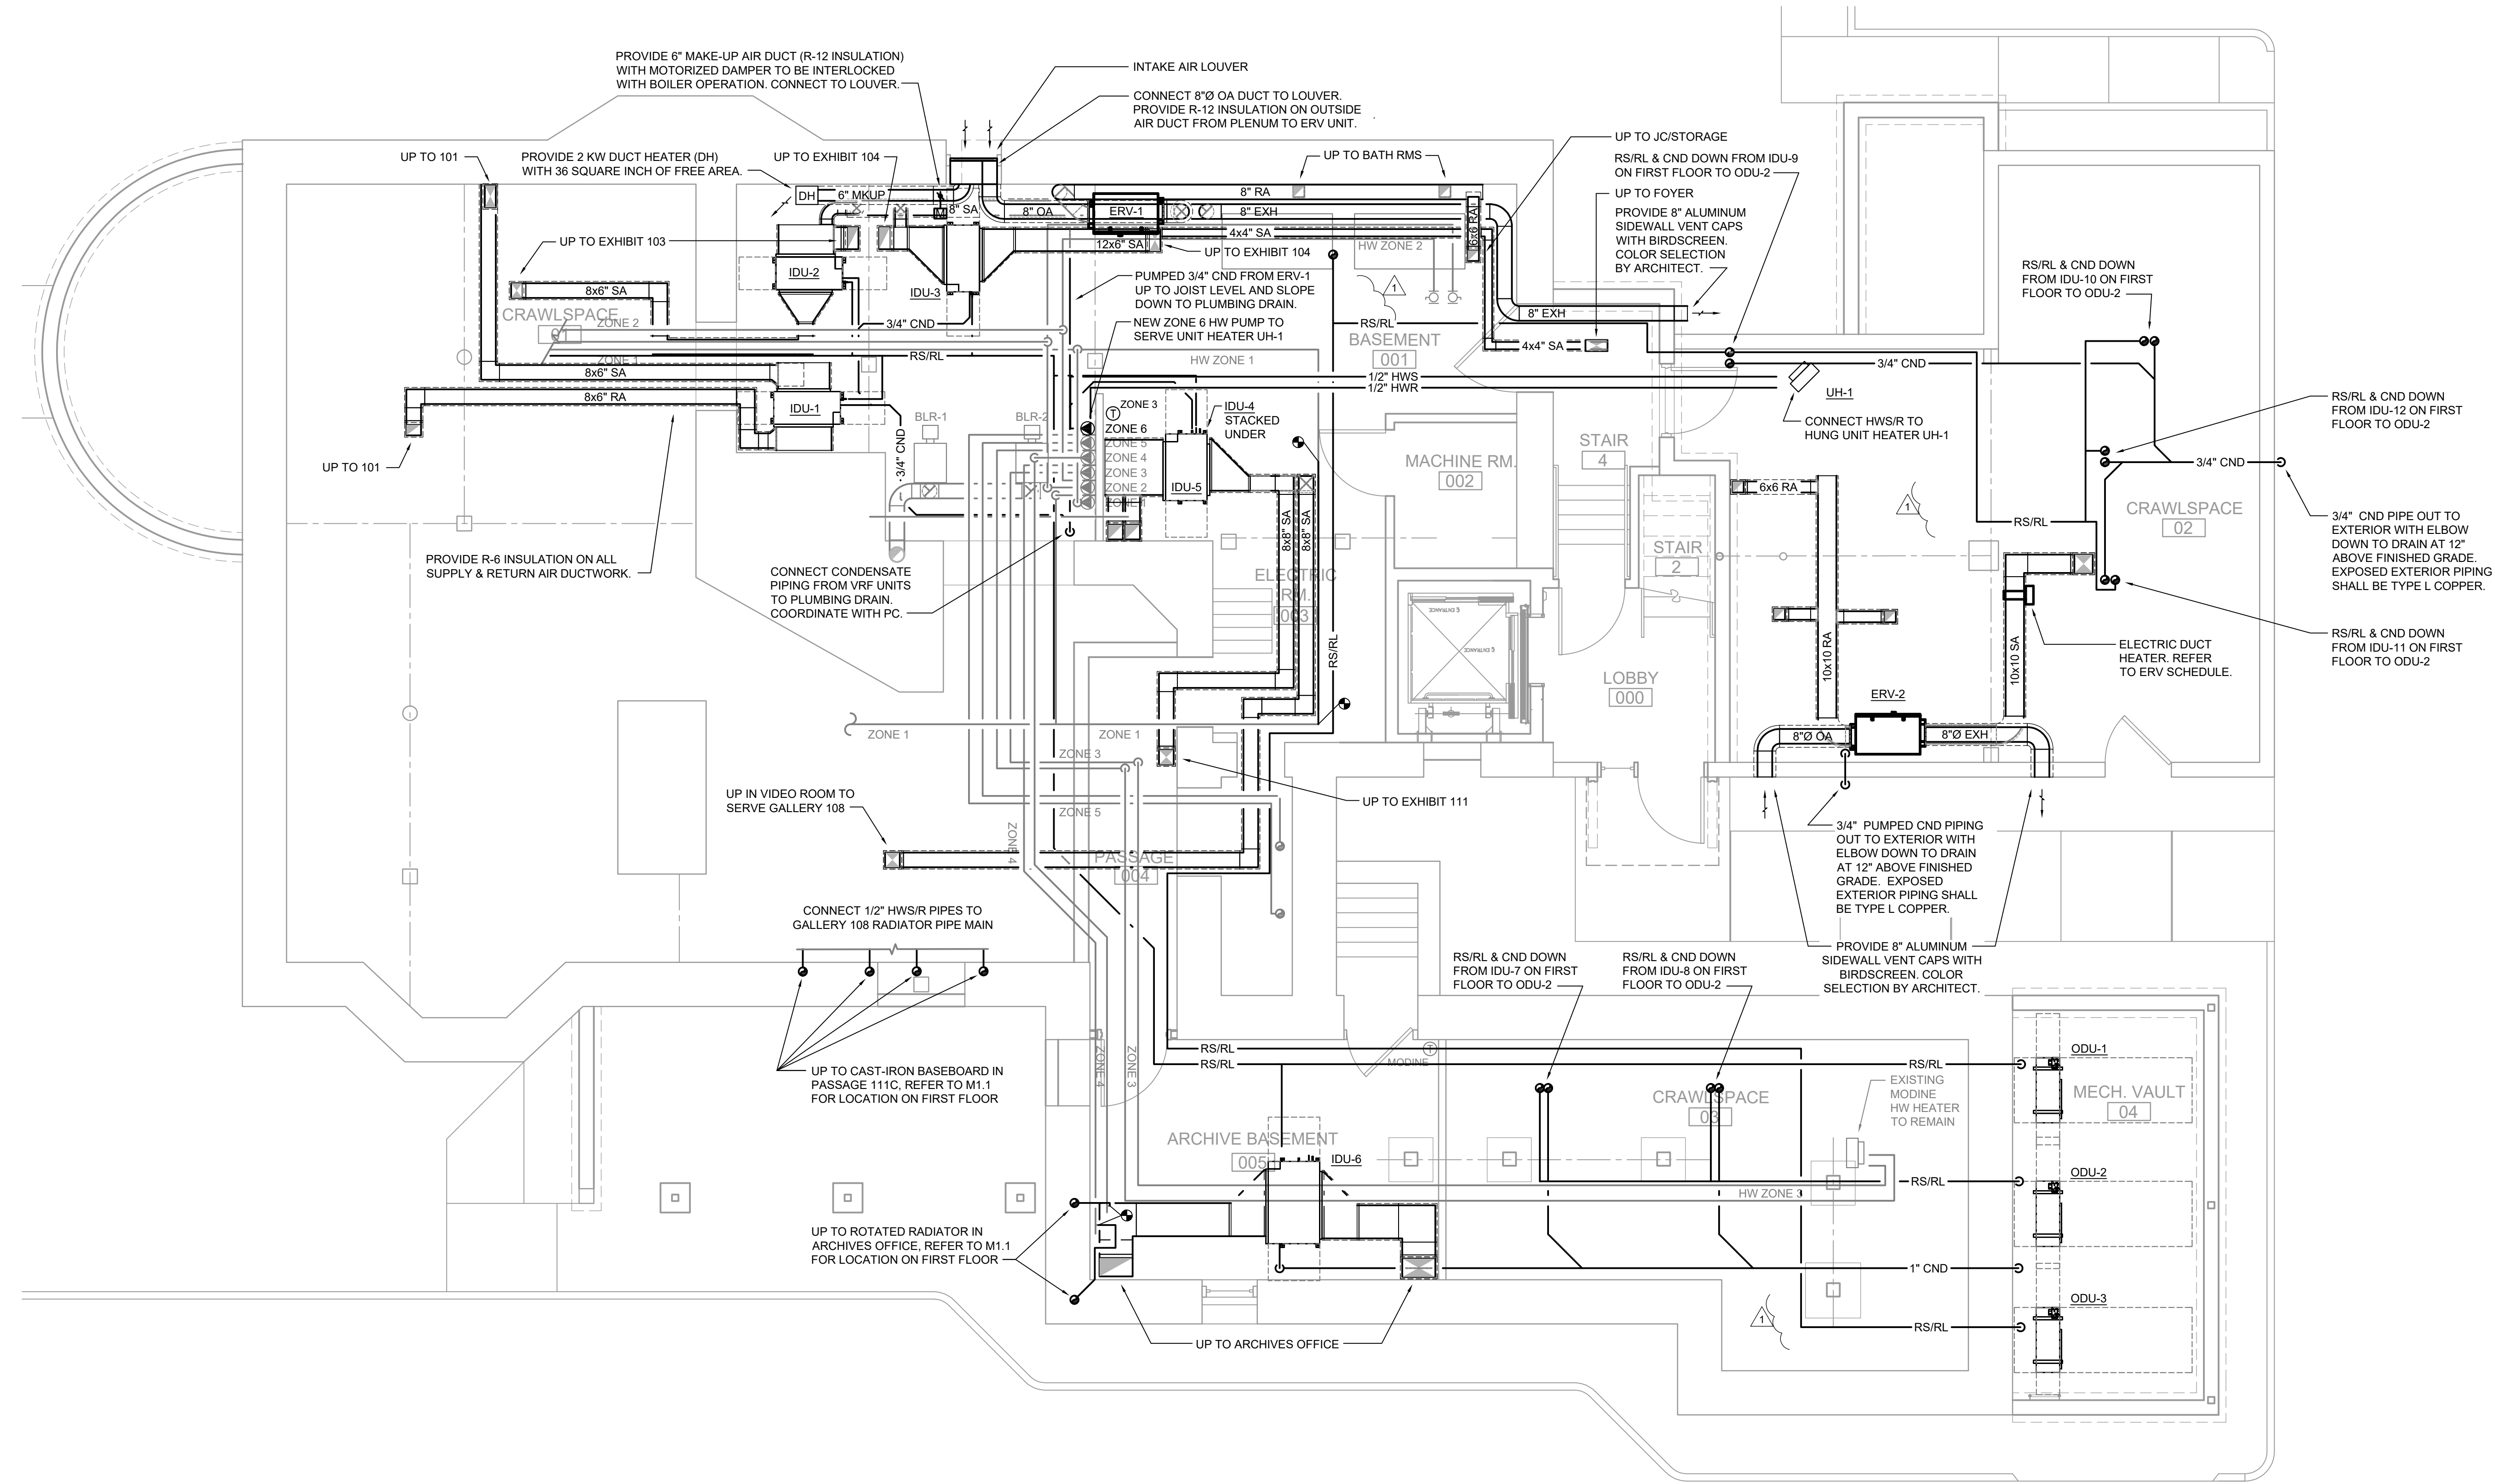 PROVIDE 6" MAKE-UP AIR DUCT (R-12 INSULATION)
WITH MOTORIZED DAMPER TO BE INTERLOCKED
WITH BOILER OPERATION. CONNECT TO LOUVER.
INTAKE AIR LOUVER
CONNECT 8"Ø OA DUCT TO LOUVER.
PROVIDE R-12 INSULATION ON OUTSIDE
AIR DUCT FROM PLENUM TO ERV UNIT.
UP TO 101
PROVIDE 2 KW DUCT HEATER (DH)
WITH 36 SQUARE INCH OF FREE AREA.
UP TO EXHIBIT 104
UP TO BATH RMS
UP TO JC/STORAGE
RS/RL & CND DOWN FROM IDU-9
ON FIRST FLOOR TO ODU-2
UP TO FOYER
PROVIDE 8" ALUMINUM
SIDEWALL VENT CAPS
WITH BIRDSCREEN.
COLOR SELECTION
BY ARCHITECT.
DH
6" MKUP
8" SA
8" OA
ERV-1
8" RA
8" EXH
4x4" SA
12x6" SA
6x6 RA
HW ZONE 2
UP TO EXHIBIT 103
UP TO EXHIBIT 104
IDU-2
IDU-3
8x6" SA
CRAWLSPACE
01
ZONE 2
ZONE 1
3/4" CND
RS/RL
8x6" SA
8x6" RA
IDU-1
PUMPED 3/4" CND FROM ERV-1
UP TO JOIST LEVEL AND SLOPE
DOWN TO PLUMBING DRAIN.
NEW ZONE 6 HW PUMP TO
SERVE UNIT HEATER UH-1
1
RS/RL
BASEMENT
001
HW ZONE 1
8" EXH
4x4" SA
1/2" HWS
1/2" HWR
3/4" CND
UH-1
CONNECT HWS/R TO
HUNG UNIT HEATER UH-1
RS/RL & CND DOWN
FROM IDU-10 ON FIRST
FLOOR TO ODU-2
RS/RL & CND DOWN
FROM IDU-12 ON FIRST
FLOOR TO ODU-2
3/4" CND
3/4" CND PIPE OUT TO
EXTERIOR WITH ELBOW
DOWN TO DRAIN AT 12"
ABOVE FINISHED GRADE.
EXPOSED EXTERIOR PIPING
SHALL BE TYPE L COPPER.
CRAWLSPACE
02
RS/RL
1
RS/RL & CND DOWN
FROM IDU-11 ON FIRST
FLOOR TO ODU-2
ELECTRIC DUCT
HEATER. REFER
TO ERV SCHEDULE.
UP TO 101
BLR-1
BLR-2
3/4" CND
T
ZONE 3
ZONE 6
ZONE 5
ZONE 4
ZONE 3
ZONE 2
ZONE 1
IDU-4
STACKED
UNDER
IDU-5
8x8" SA
8x8" SA
MACHINE RM.
002
STAIR
4
STAIR
2
6x6 RA
PROVIDE R-6 INSULATION ON ALL
SUPPLY & RETURN AIR DUCTWORK.
CONNECT CONDENSATE
PIPING FROM VRF UNITS
TO PLUMBING DRAIN.
COORDINATE WITH PC.
ELECTRIC
RM.
003
RS/RL
℄ ENTRANCE
℄ ENTRANCE
LOBBY
000
10x10 RA
10x10 SA
ERV-2
8"Ø OA
8"Ø EXH
ZONE 1
ZONE 1
ZONE 3
ZONE 5
ZONE 4
UP IN VIDEO ROOM TO
SERVE GALLERY 108
UP TO EXHIBIT 111
PASSAGE
004
3/4" PUMPED CND PIPING
OUT TO EXTERIOR WITH
ELBOW DOWN TO DRAIN
AT 12" ABOVE FINISHED
GRADE. EXPOSED
EXTERIOR PIPING SHALL
BE TYPE L COPPER.
PROVIDE 8" ALUMINUM
SIDEWALL VENT CAPS WITH
BIRDSCREEN. COLOR
SELECTION BY ARCHITECT.
CONNECT 1/2" HWS/R PIPES TO
GALLERY 108 RADIATOR PIPE MAIN
UP TO CAST-IRON BASEBOARD IN
PASSAGE 111C, REFER TO M1.1
FOR LOCATION ON FIRST FLOOR
RS/RL & CND DOWN
FROM IDU-7 ON FIRST
FLOOR TO ODU-2
RS/RL & CND DOWN
FROM IDU-8 ON FIRST
FLOOR TO ODU-2
ZONE 4
ZONE 3
RS/RL
RS/RL
T
MODINE
RS/RL
CRAWLSPACE
03
EXISTING
MODINE
HW HEATER
TO REMAIN
ODU-1
MECH. VAULT
04
ARCHIVE BASEMENT
005
IDU-6
HW ZONE 3
RS/RL
ODU-2
UP TO ROTATED RADIATOR IN
ARCHIVES OFFICE, REFER TO M1.1
FOR LOCATION ON FIRST FLOOR
1" CND
ODU-3
1
RS/RL
UP TO ARCHIVES OFFICE